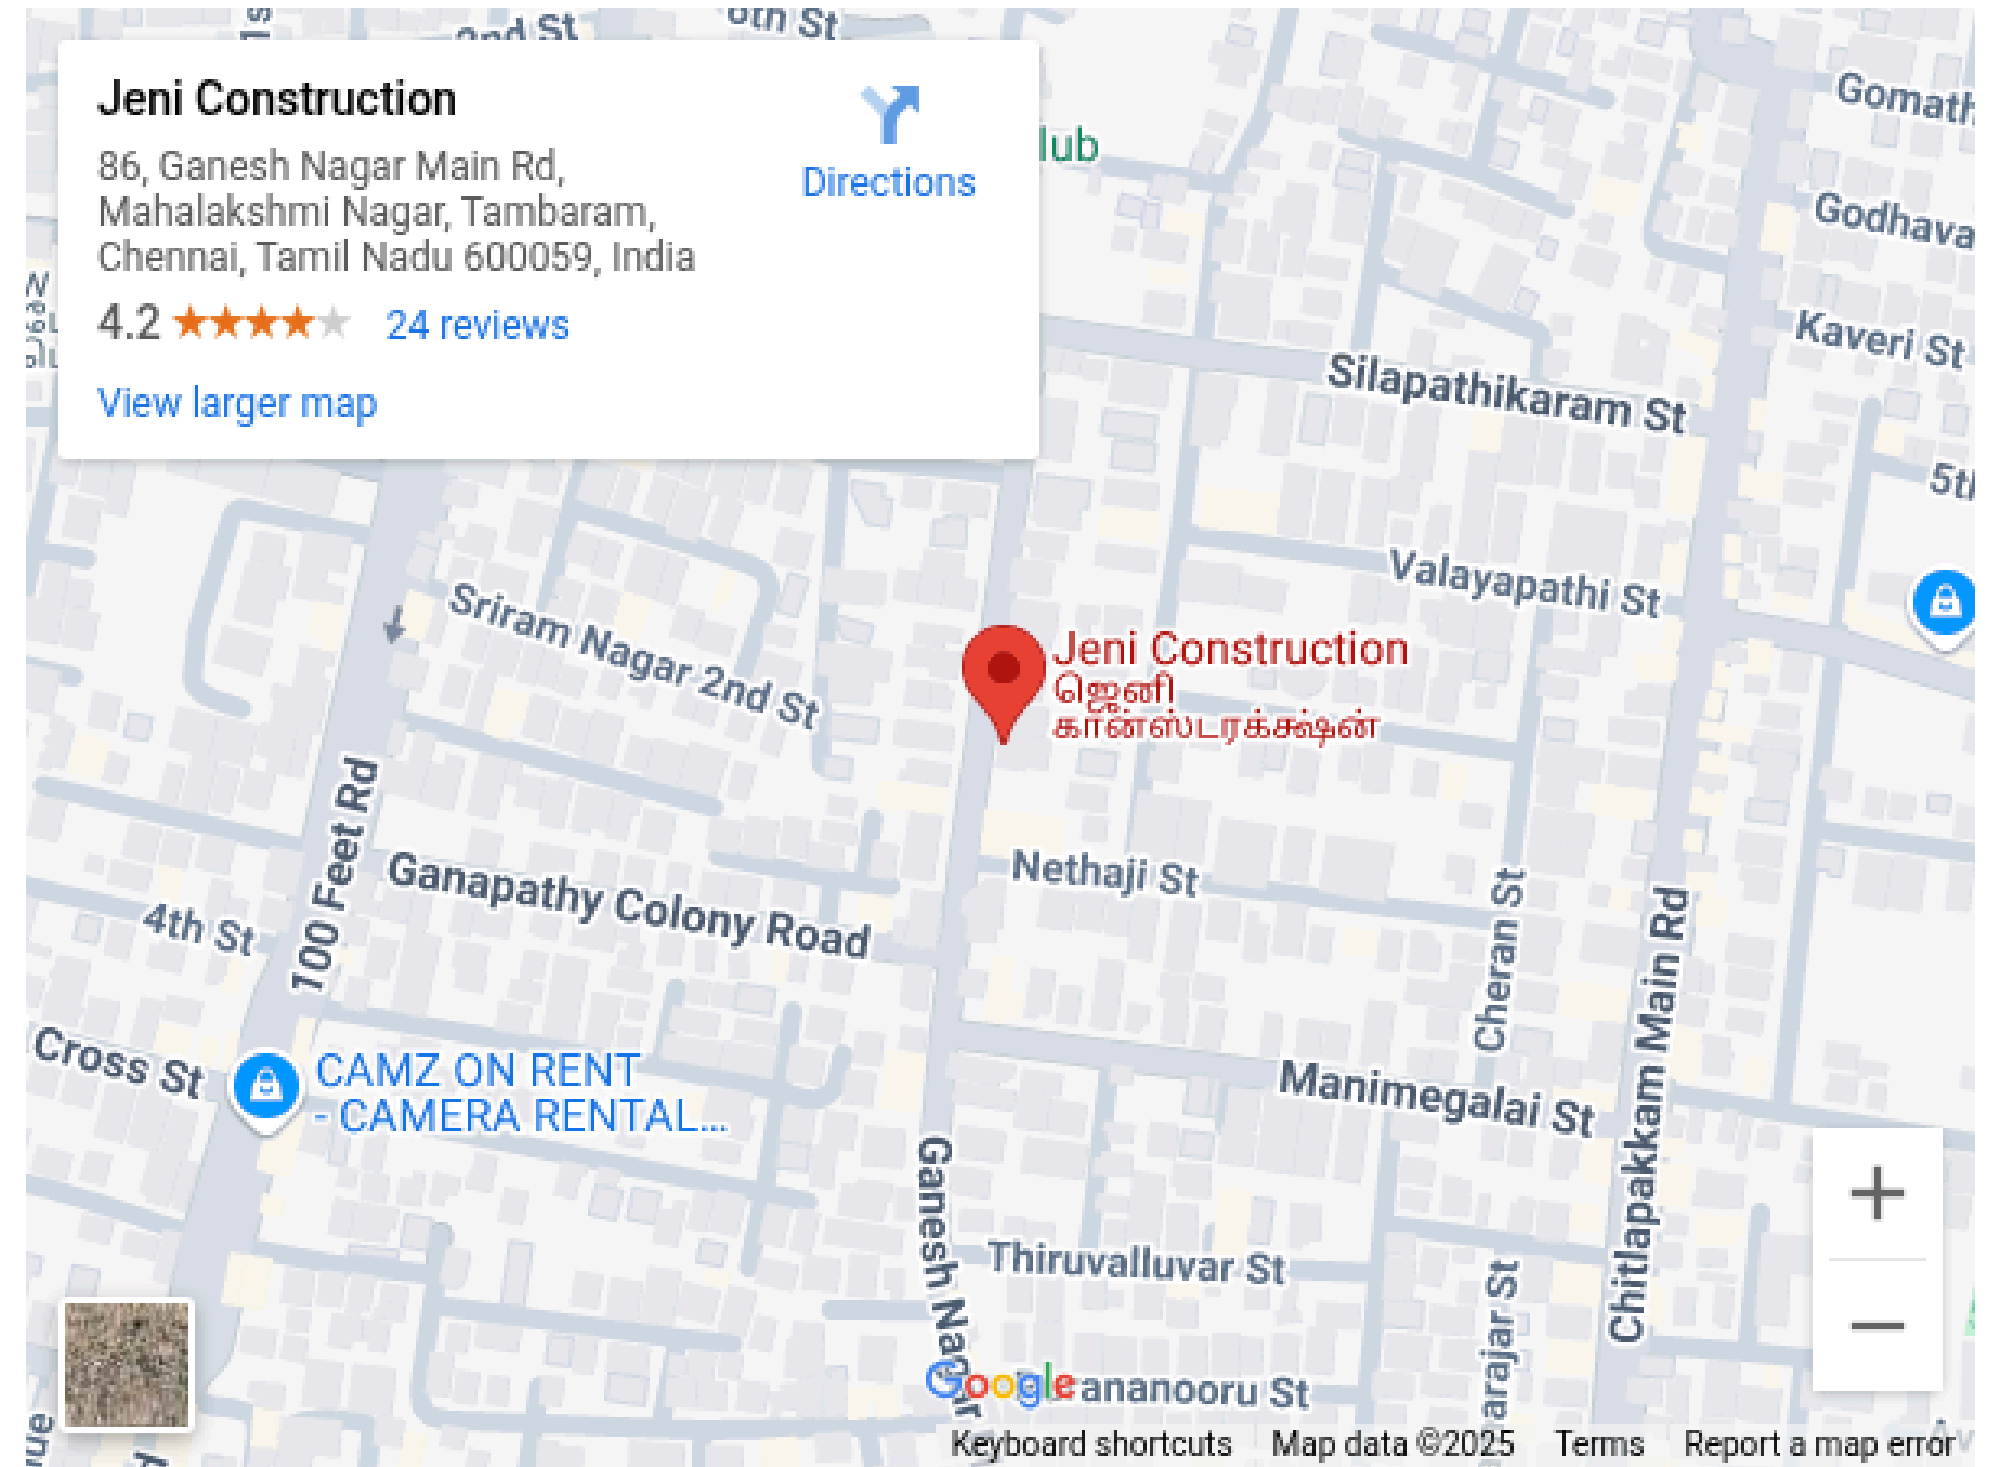 2nd St
Jeni Construction
86, Ganesh Nagar Main Rd,
Mahalakshmi Nagar, Tambaram,
Chennai, Tamil Nadu 600059, India
4.2
24 reviews
View larger map
Directions
lub
Gomath
Godhava
Kaveri St
Silapathikaram St
Valayapathi St
Sriram Nagar 2nd St
Jeni Construction
ஜெனி
கான்ஸ்டரக்க்ஷன்
100 Feet Rd
Ganapathy Colony Road
Nethaji St
4th St
Cheran St
Chitlapakkam Main Rd
Cross St
CAMZ ON RENT
- CAMERA RENTAL...
Manimegalai St
Ganesh Nagar
Thiruvalluvar St
arajar St
Google
ananooru St
Keyboard shortcuts Map data ©2025 Terms Report a map error